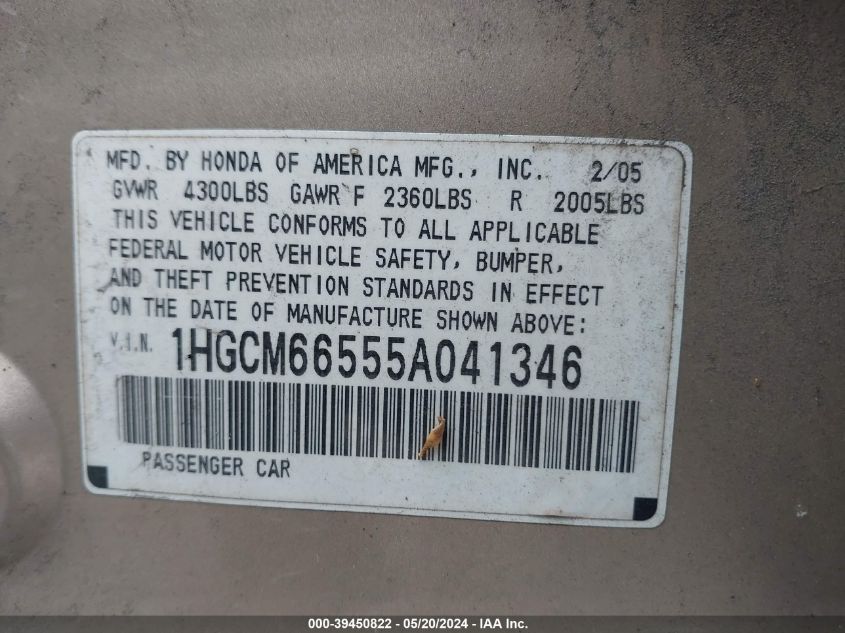 MFD. BY HONDA OF AMERICA MFG., INC. 2/05
GVWR 4300LBS GAWR F 2360LBS R 2005LBS
THIS VEHICLE CONFORMS TO ALL APPLICABLE
FEDERAL MOTOR VEHICLE SAFETY, BUMPER,
AND THEFT PREVENTION STANDARDS IN EFFECT
ON THE DATE OF MANUFACTURE SHOWN ABOVE:
V.I.N. 1HGCM66555A041346
PASSENGER CAR
000-39450822 - 05/20/2024 - IAA Inc.